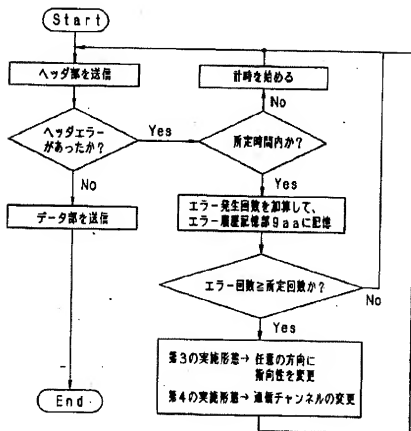 Start
ヘッダ部を送信
計時を始める
No
ヘッダエラー
があったか?
Yes
所定時間内か?
No
Yes
データ部を送信
エラー発生回数を加算して、
エラー履歴記憶部9aaに記憶
エラー回数≧所定回数か?
No
Yes
第3の実施形態→ 任意の方向に
指向性を変更
第4の実施形態→ 通信チャンネルの変更
End